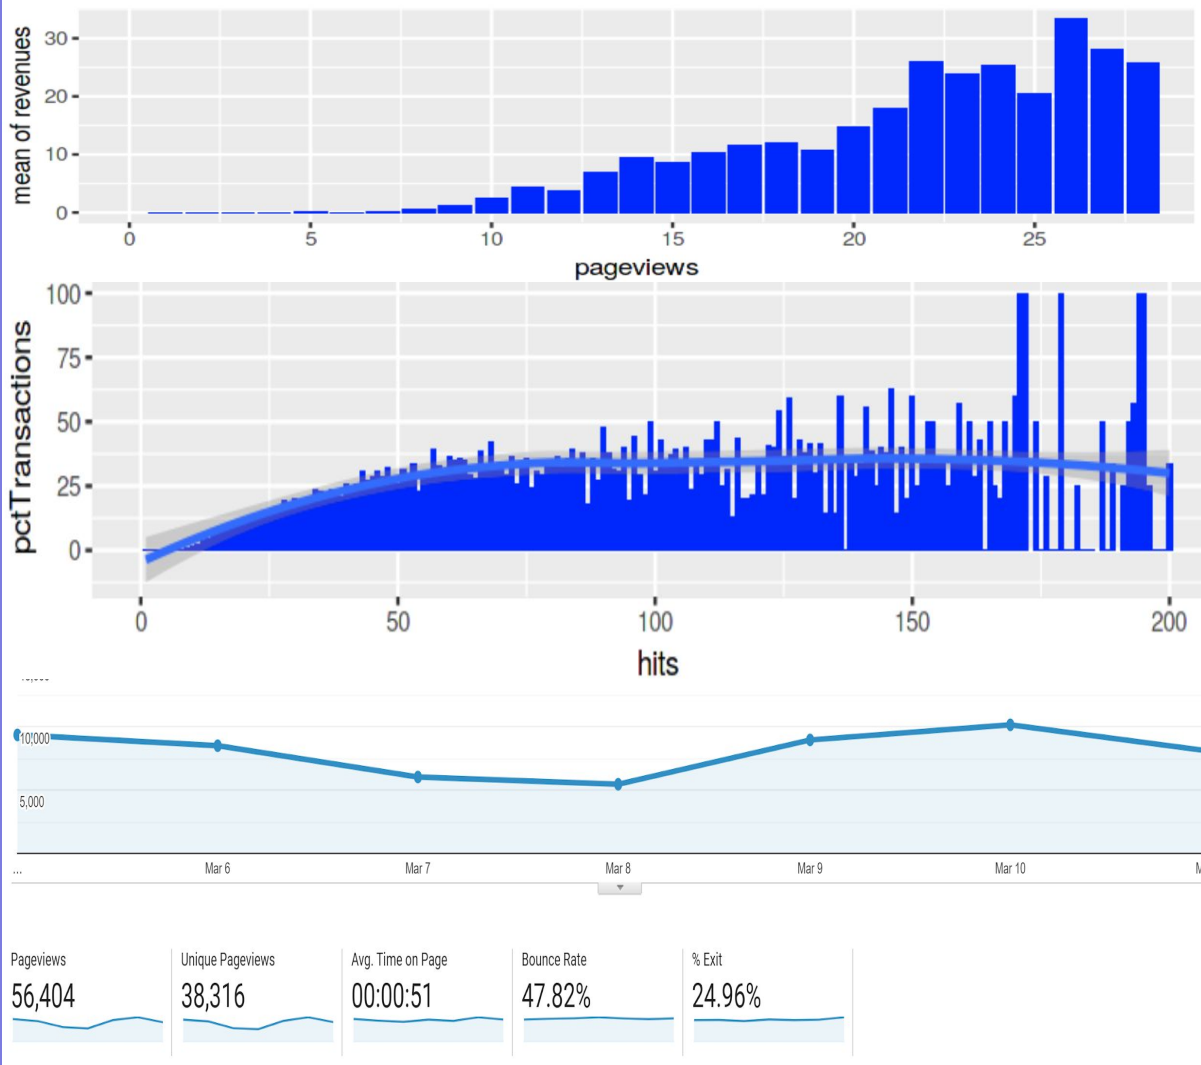 mean of revenues
30
20
10
0
0 5 10 15 20 25
pageviews
pctTransactions
100
75
50
25
0
0 50 100 150 200
hits
10,000
5,000
... Mar 6 Mar 7 Mar 8 Mar 9 Mar 10 M
Pageviews Unique Pageviews Avg. Time on Page Bounce Rate % Exit
56,404 38,316 00:00:51 47.82% 24.96%